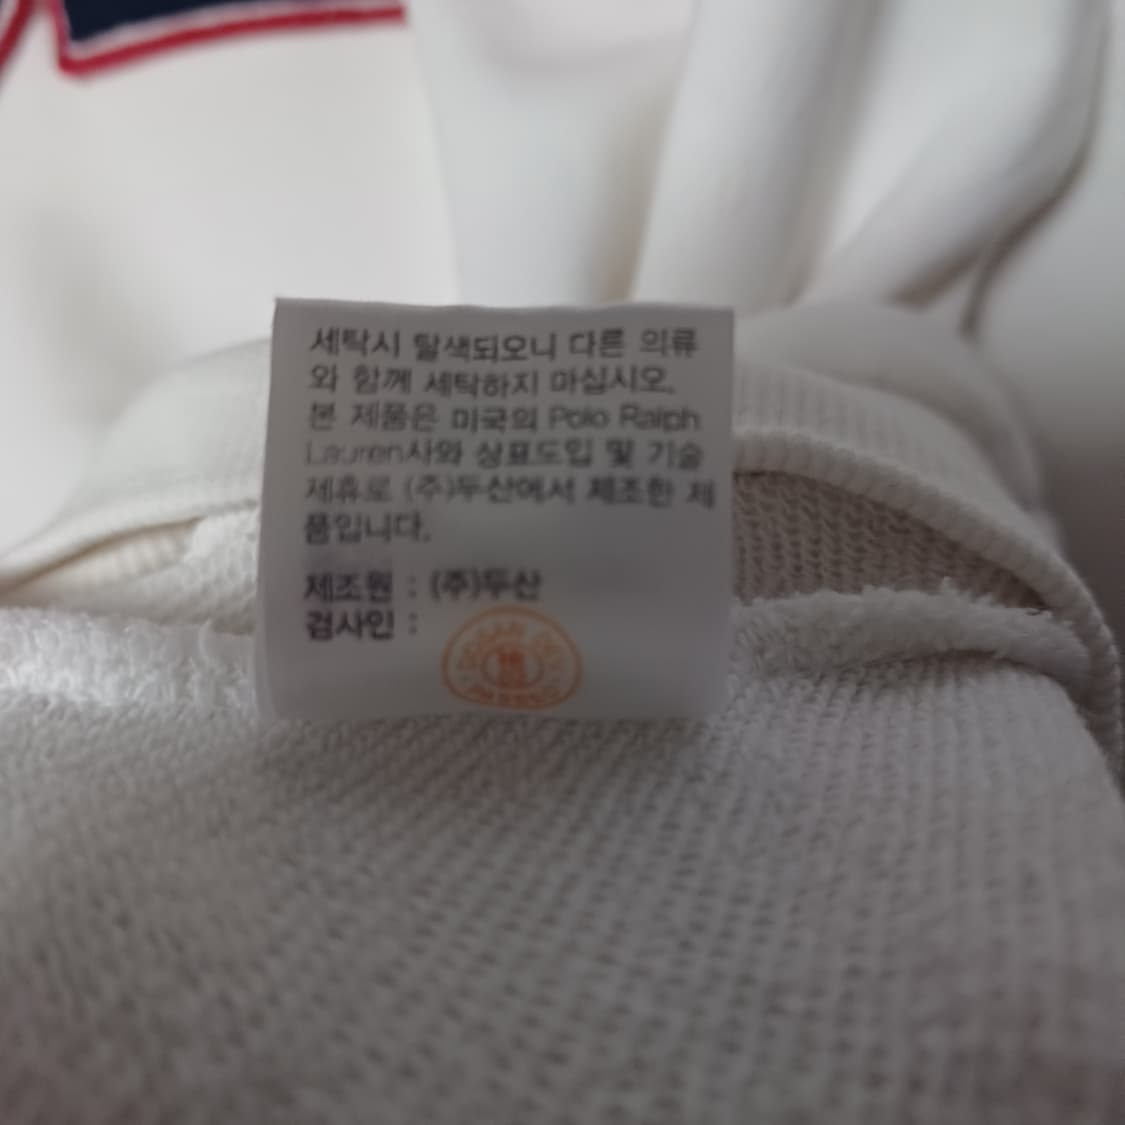 세탁시 탈색되오니 다른 의류
와 함께 세탁하지 마십시오.
본 제품은 미국의 Polo Ralph
Lauren사와 상표도입 및 기술
제휴로 (주)두산에서 제조한 제
품입니다.
제조원 : (주)두산
검사인 :